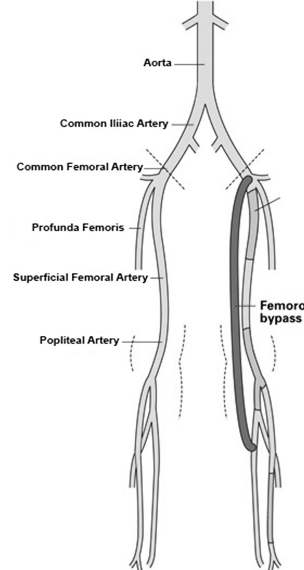 Aorta
Common Iliiac Artery
Common Femoral Artery
Profunda Femoris
Superficial Femoral Artery
Femoro
bypass
Popliteal Artery